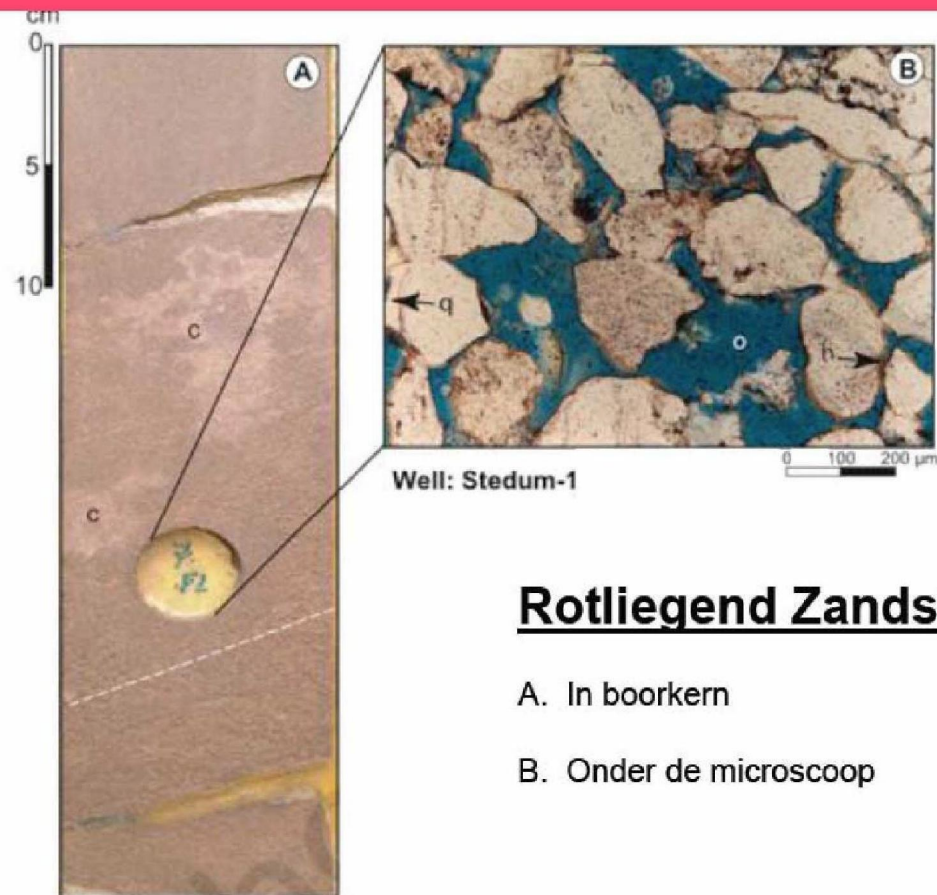 cm
0
5
10
A
c
c
B
q
o
h
Well: Stedum-1
0 100 200 µm
Rotliegend Zands
A. In boorkern
B. Onder de microscoop